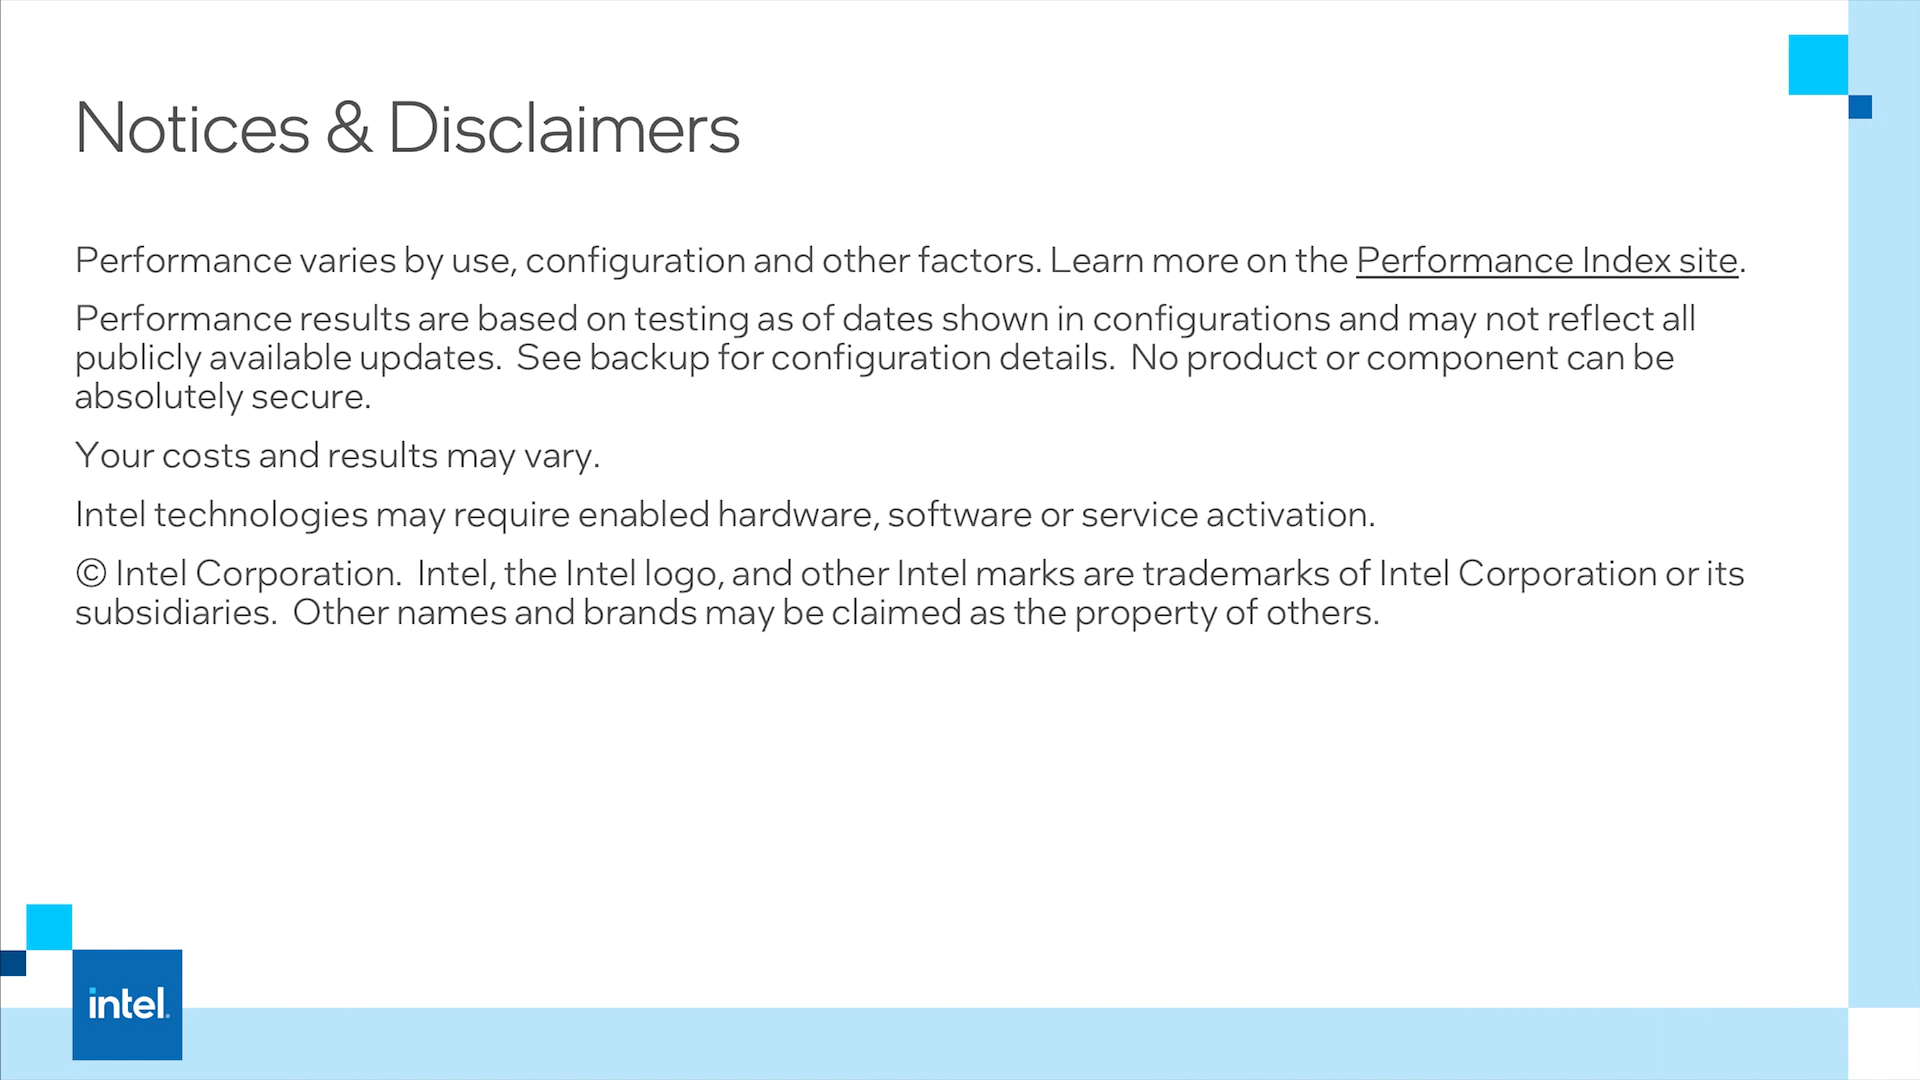 Notices & Disclaimers
Performance varies by use, configuration and other factors. Learn more on the Performance Index site.
Performance results are based on testing as of dates shown in configurations and may not reflect all
publicly available updates.  See backup for configuration details.  No product or component can be
absolutely secure.
Your costs and results may vary.
Intel technologies may require enabled hardware, software or service activation.
© Intel Corporation.  Intel, the Intel logo, and other Intel marks are trademarks of Intel Corporation or its
subsidiaries.  Other names and brands may be claimed as the property of others.
intel.